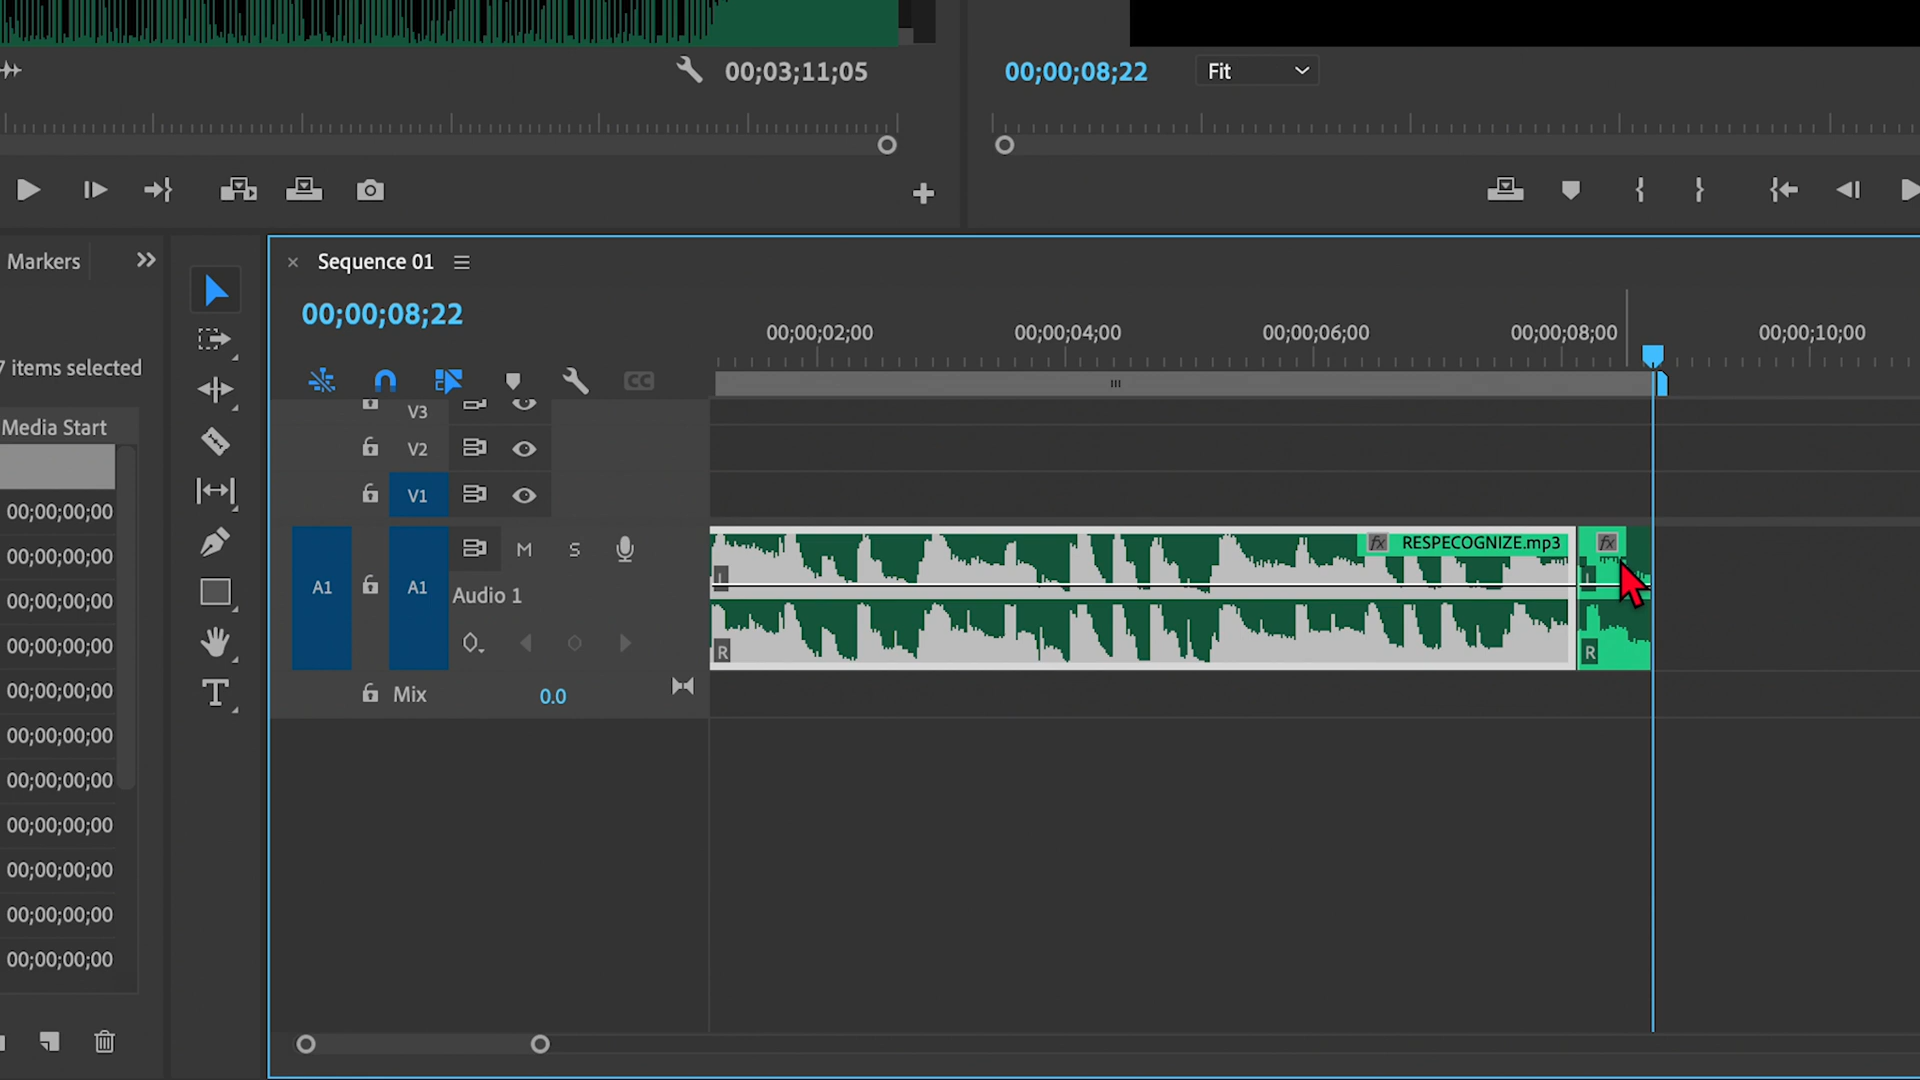 00;03;11;05
00;00;08;22
Fit
Markers
Sequence 01
00;00;08;22
00;00;02;00
00;00;04;00
00;00;06;00
00;00;08;00
00;00;10;00
7 items selected
CC
Media Start
V3
V2
V1
00;00;00;00
00;00;00;00
00;00;00;00
00;00;00;00
00;00;00;00
00;00;00;00
00;00;00;00
00;00;00;00
00;00;00;00
00;00;00;00
00;00;00;00
A1
A1
M
S
Audio 1
fx
RESPECOGNIZE.mp3
fx
L
L
R
R
Mix
0.0